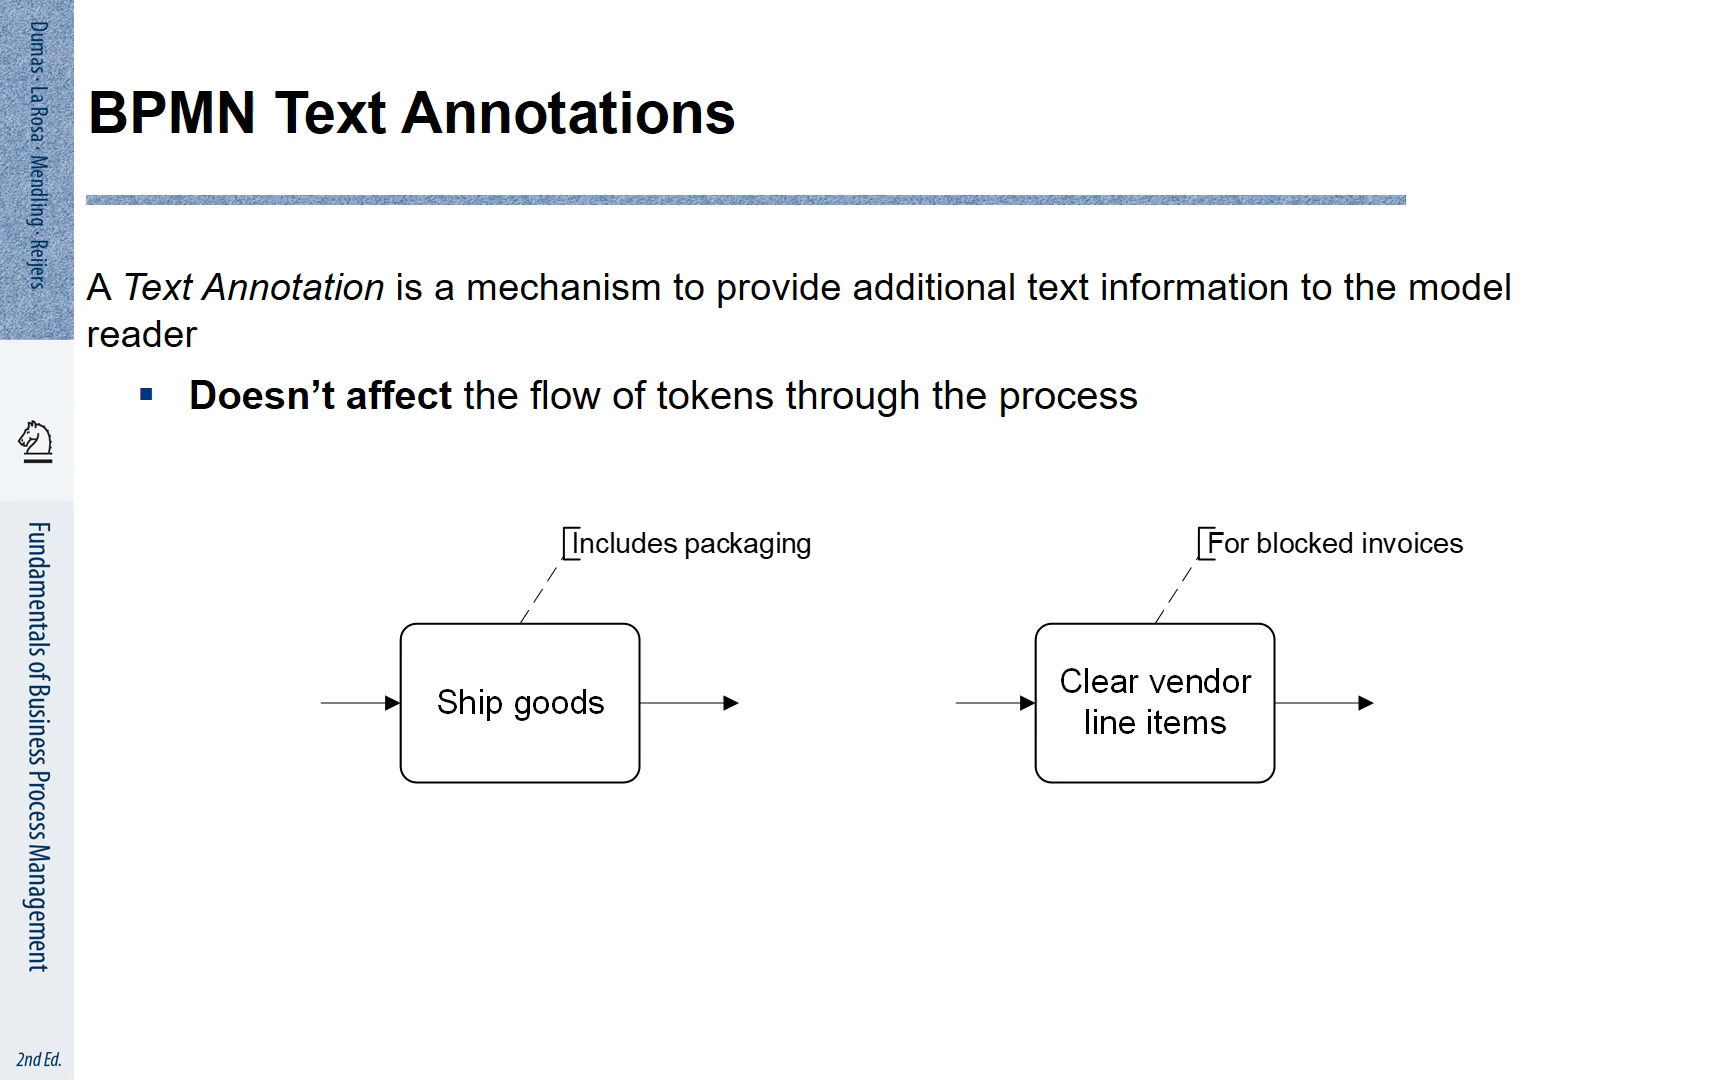 Dumas · La Rosa · Mendling · Reijers
Fundamentals of Business Process Management
2nd Ed.
BPMN Text Annotations
A Text Annotation is a mechanism to provide additional text information to the model
reader
▪ Doesn’t affect the flow of tokens through the process
Includes packaging
Ship goods
For blocked invoices
Clear vendor
line items